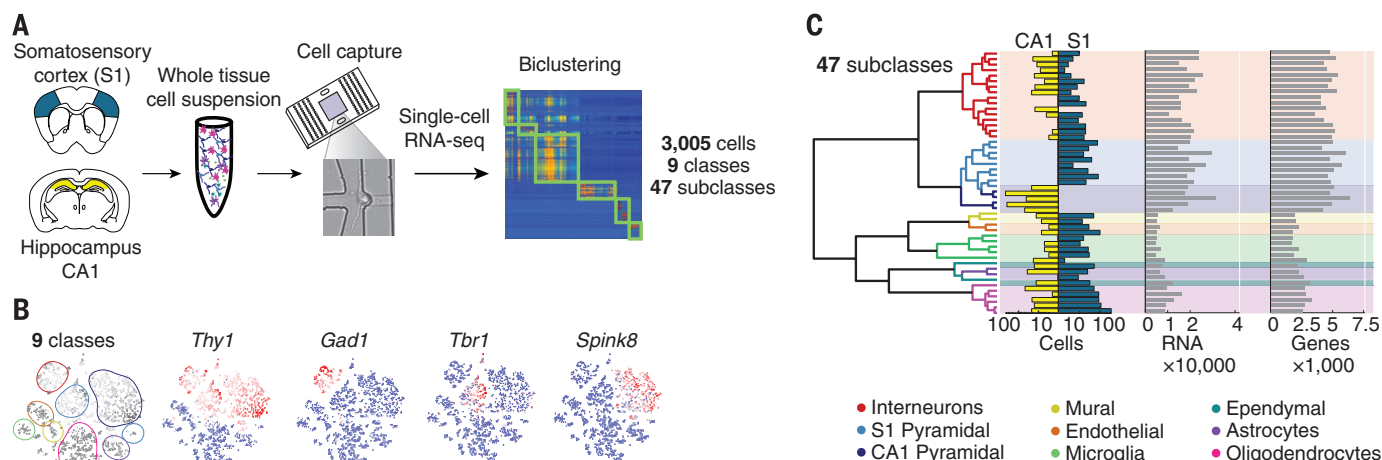 A
Somatosensory
cortex (S1)
Hippocampus
CA1
Whole tissue
cell suspension
Cell capture
Single-cell
RNA-seq
Biclustering
3,005 cells
9 classes
47 subclasses
B
9 classes
Thy1
Gad1
Tbr1
Spink8
C
47 subclasses
CA1 S1
100 10 10 100
Cells
0 1 2 4
RNA
×10,000
0 2.5 5 7.5
Genes
×1,000
Interneurons
S1 Pyramidal
CA1 Pyramidal
Mural
Endothelial
Microglia
Ependymal
Astrocytes
Oligodendrocytes